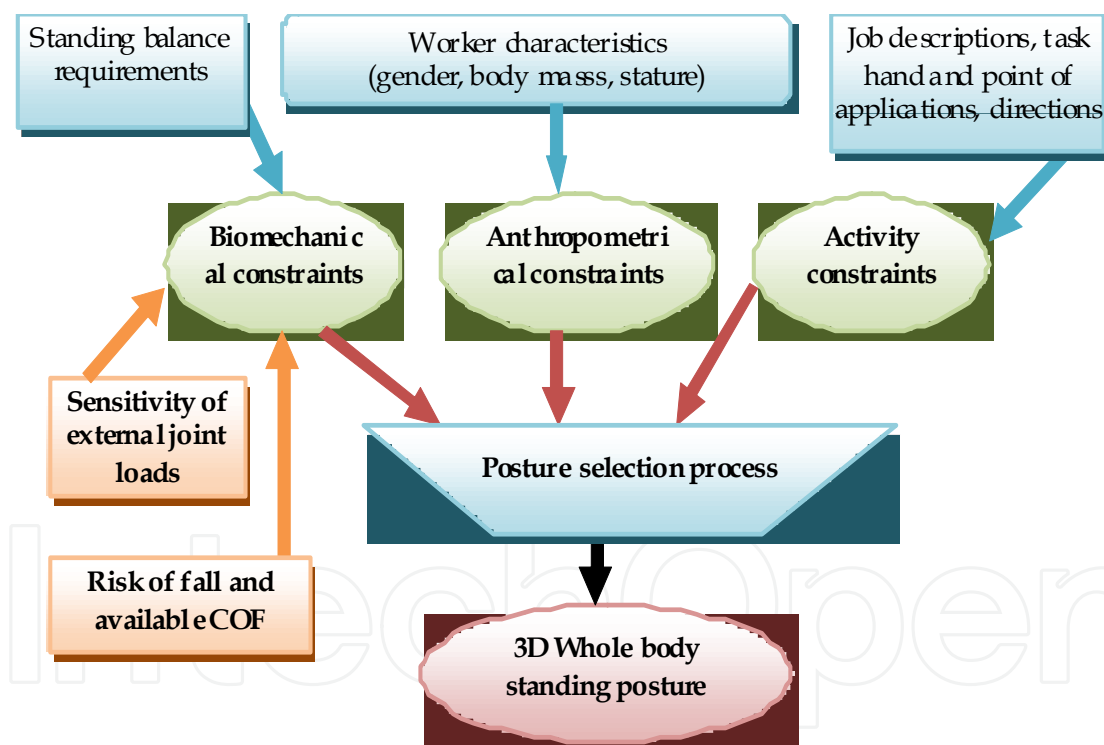 Standing balance
requirements
Worker characteristics
(gender, body masss, stature)
Job descriptions, task
hand and point of
applications, directions
Biomechanic
al constraints
Anthropometri
cal constraints
Activity
constraints
Sensitivity of
external joint
loads
Posture selection process
Risk of fall and
available COF
3D Whole body
standing posture
IntechOpen